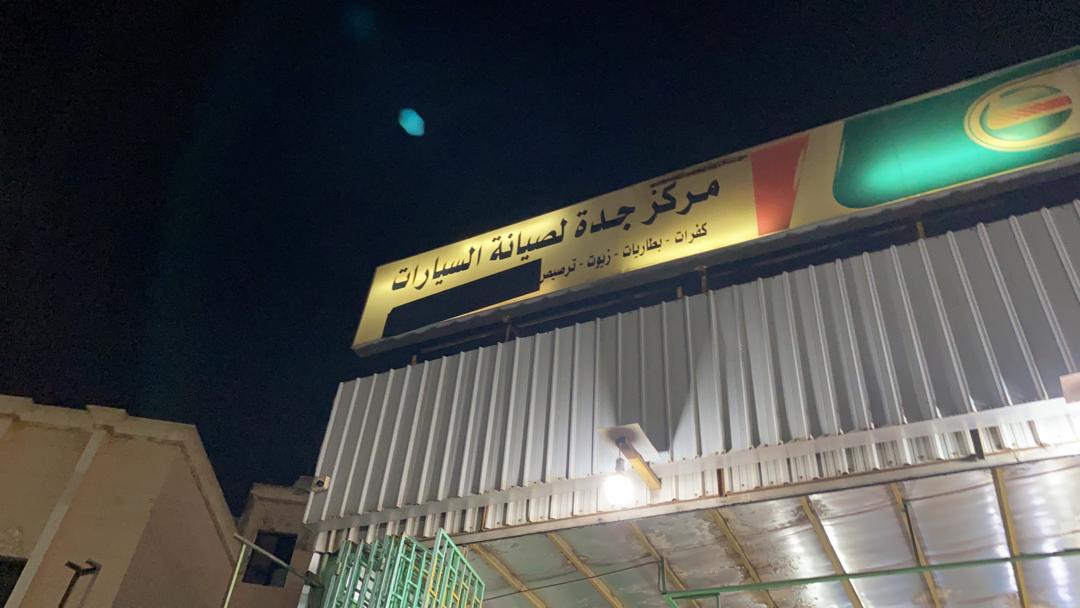 مركز جدة لصيانة السيارات
كفرات - بطاريات - زيوت - ترصيص